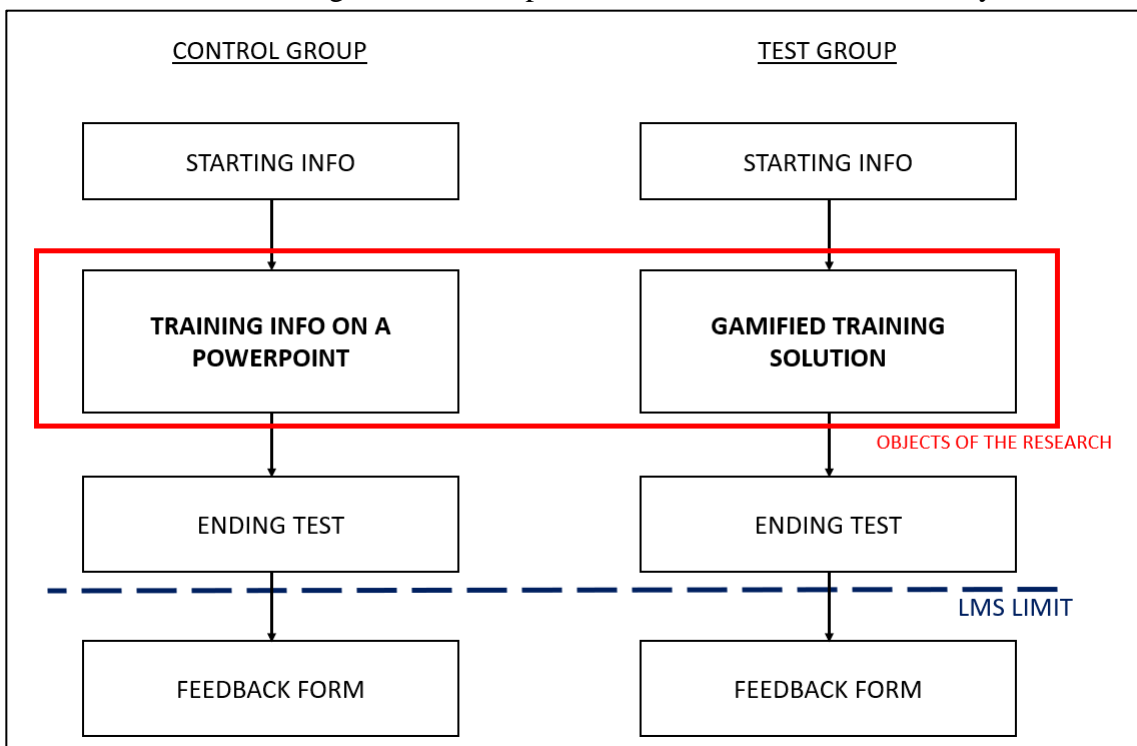 CONTROL GROUP
TEST GROUP
STARTING INFO
STARTING INFO
TRAINING INFO ON A
POWERPOINT
GAMIFIED TRAINING
SOLUTION
OBJECTS OF THE RESEARCH
ENDING TEST
ENDING TEST
LMS LIMIT
FEEDBACK FORM
FEEDBACK FORM